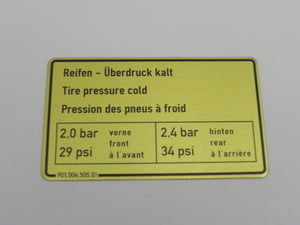 Reifen – Überdruck kalt
Tire pressure cold
Pression des pneus à froid
2.0 bar vorne
front
29 psi à l'avant
2,4 bar hinten
rear
34 psi à l'arrière
901.006.505.01